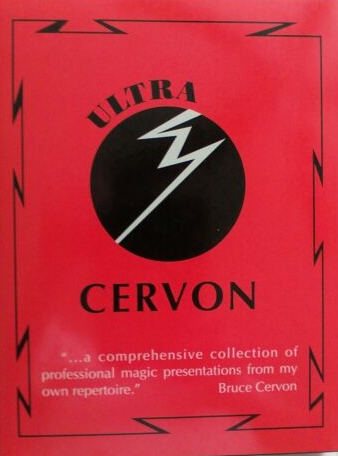 ULTRA
CERVON
"...a comprehensive collection of
professional magic presentations from my
own repertoire."   Bruce Cervon